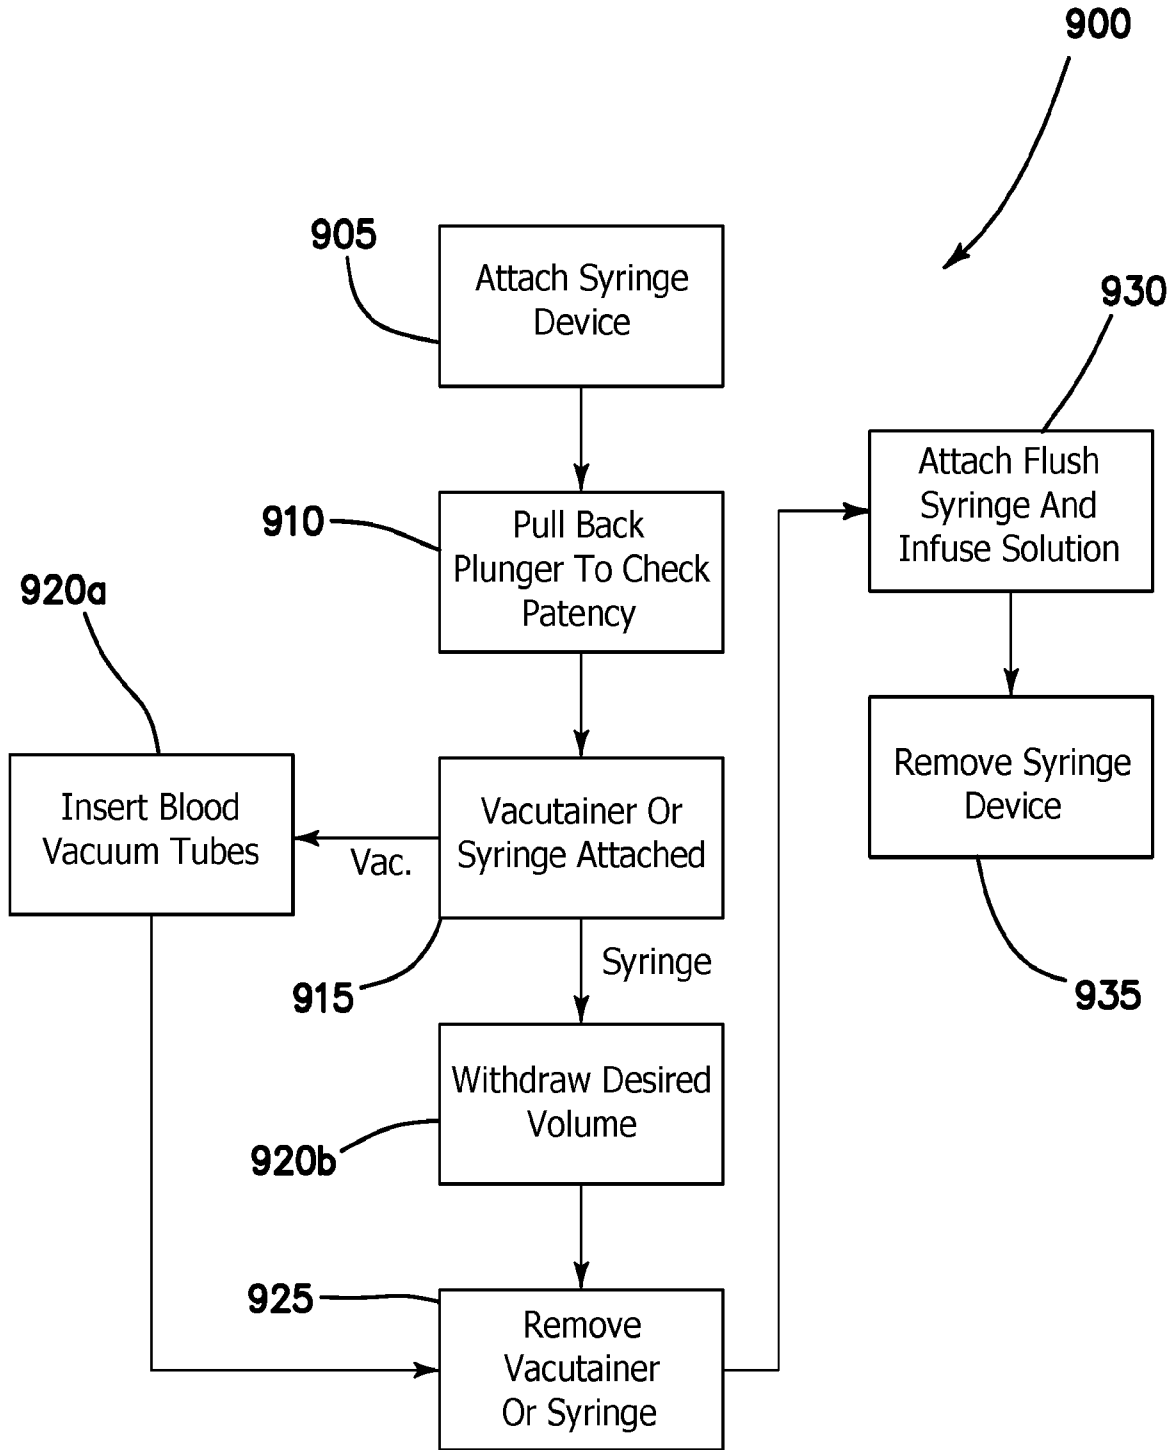 900
905
Attach Syringe
Device
930
Attach Flush
Syringe And
Infuse Solution
910
Pull Back
Plunger To Check
Patency
920a
Insert Blood
Vacuum Tubes
Vac.
Vacutainer Or
Syringe Attached
Remove Syringe
Device
915
Syringe
935
Withdraw Desired
Volume
920b
925
Remove
Vacutainer
Or Syringe